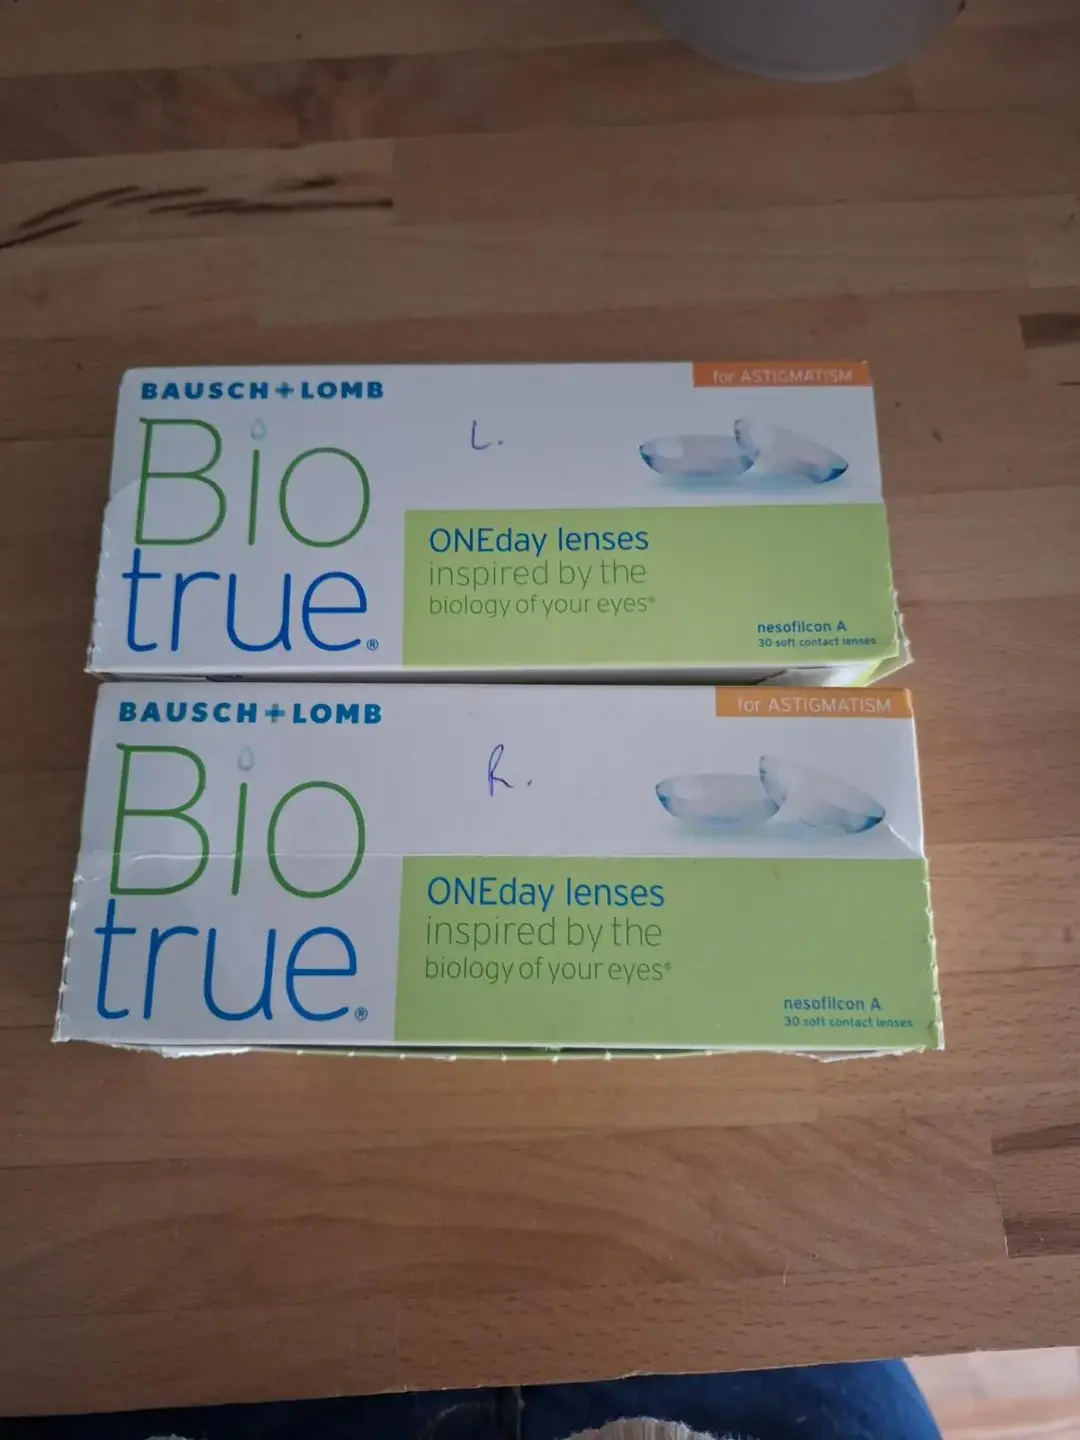 BAUSCH + LOMB
for ASTIGMATISM
L.
Bio
true®
ONEday lenses
inspired by the
biology of your eyes®
nesofilcon A
30 soft contact lenses
BAUSCH + LOMB
for ASTIGMATISM
R.
Bio
true®
ONEday lenses
inspired by the
biology of your eyes®
nesofilcon A
30 soft contact lenses